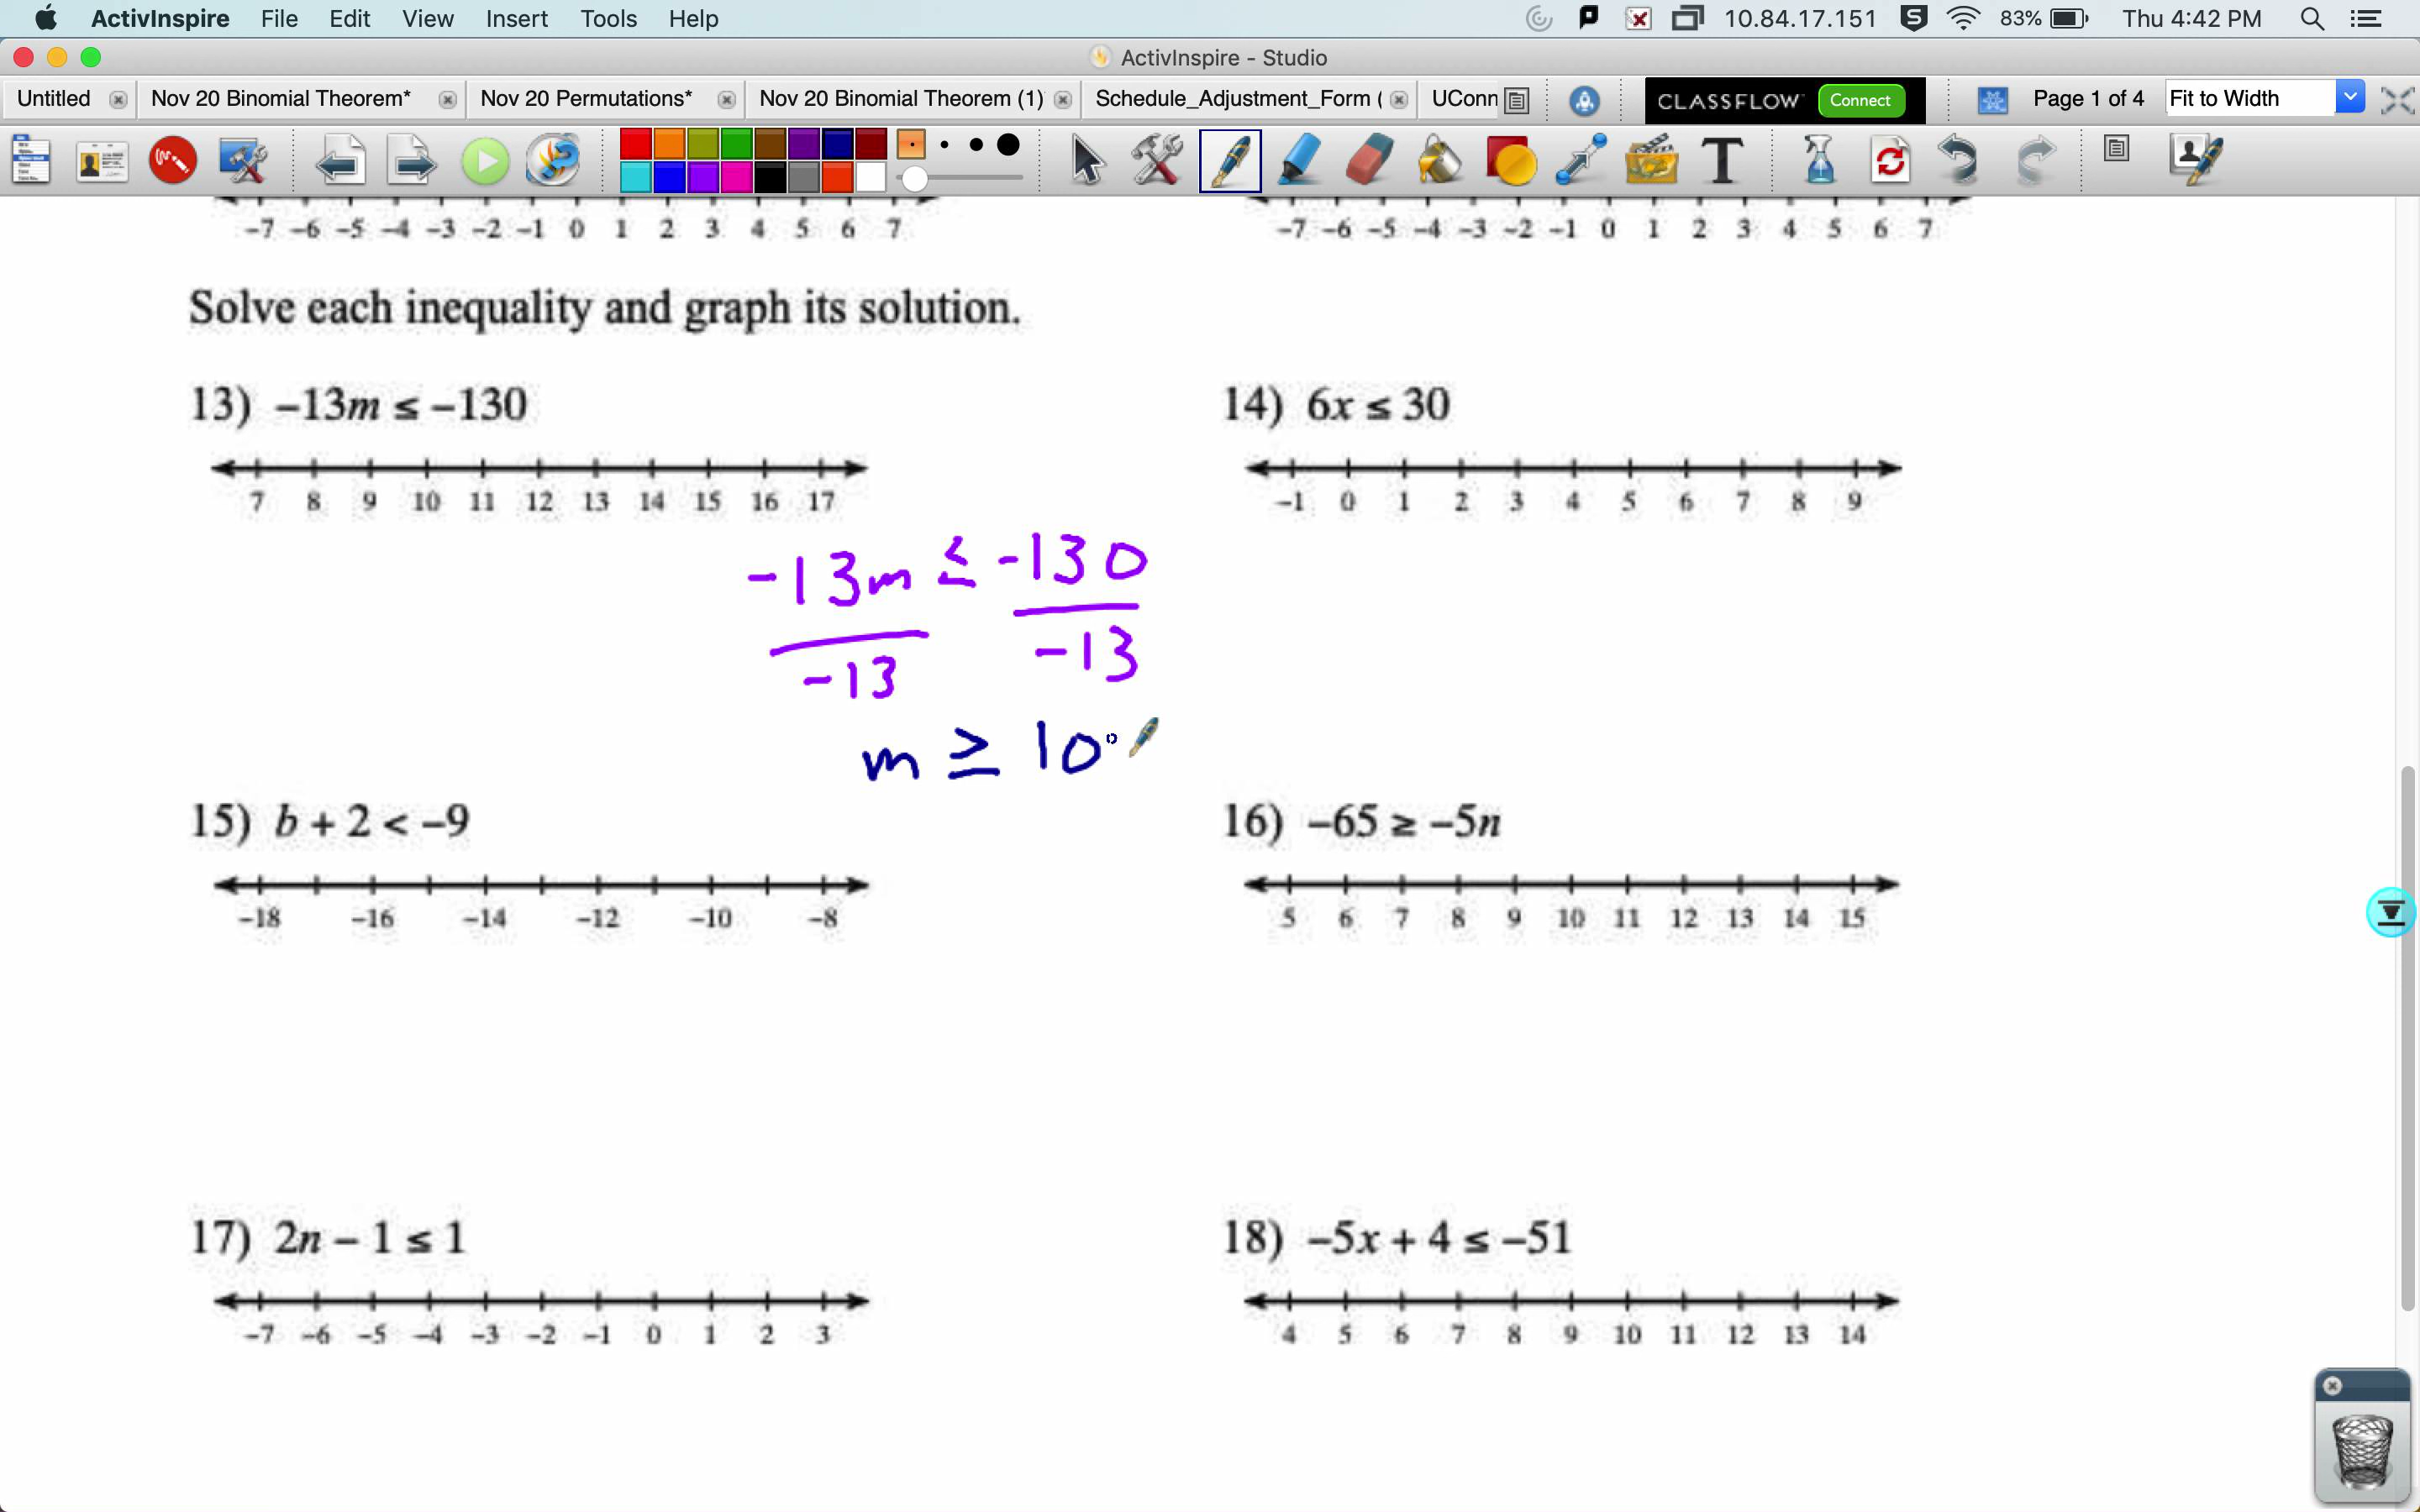 ActivInspire File Edit View Insert Tools Help 10.84.17.151 83% Thu 4:42 PM
ActivInspire - Studio
Untitled Nov 20 Binomial Theorem* Nov 20 Permutations* Nov 20 Binomial Theorem (1) Schedule_Adjustment_Form ( UConn CLASSFLOW Connect Page 1 of 4 Fit to Width
-7 -6 -5 -4 -3 -2 -1 0 1 2 3 4 5 6 7
-7 -6 -5 -4 -3 -2 -1 0 1 2 3 4 5 6 7
Solve each inequality and graph its solution.
13) -13m ≤ -130
7 8 9 10 11 12 13 14 15 16 17
-13m ≤ -130
-13 -13
m ≥ 10
14) 6x ≤ 30
-1 0 1 2 3 4 5 6 7 8 9
15) b + 2 < -9
-18 -16 -14 -12 -10 -8
16) -65 ≥ -5n
5 6 7 8 9 10 11 12 13 14 15
17) 2n - 1 ≤ 1
-7 -6 -5 -4 -3 -2 -1 0 1 2 3
18) -5x + 4 ≤ -51
4 5 6 7 8 9 10 11 12 13 14